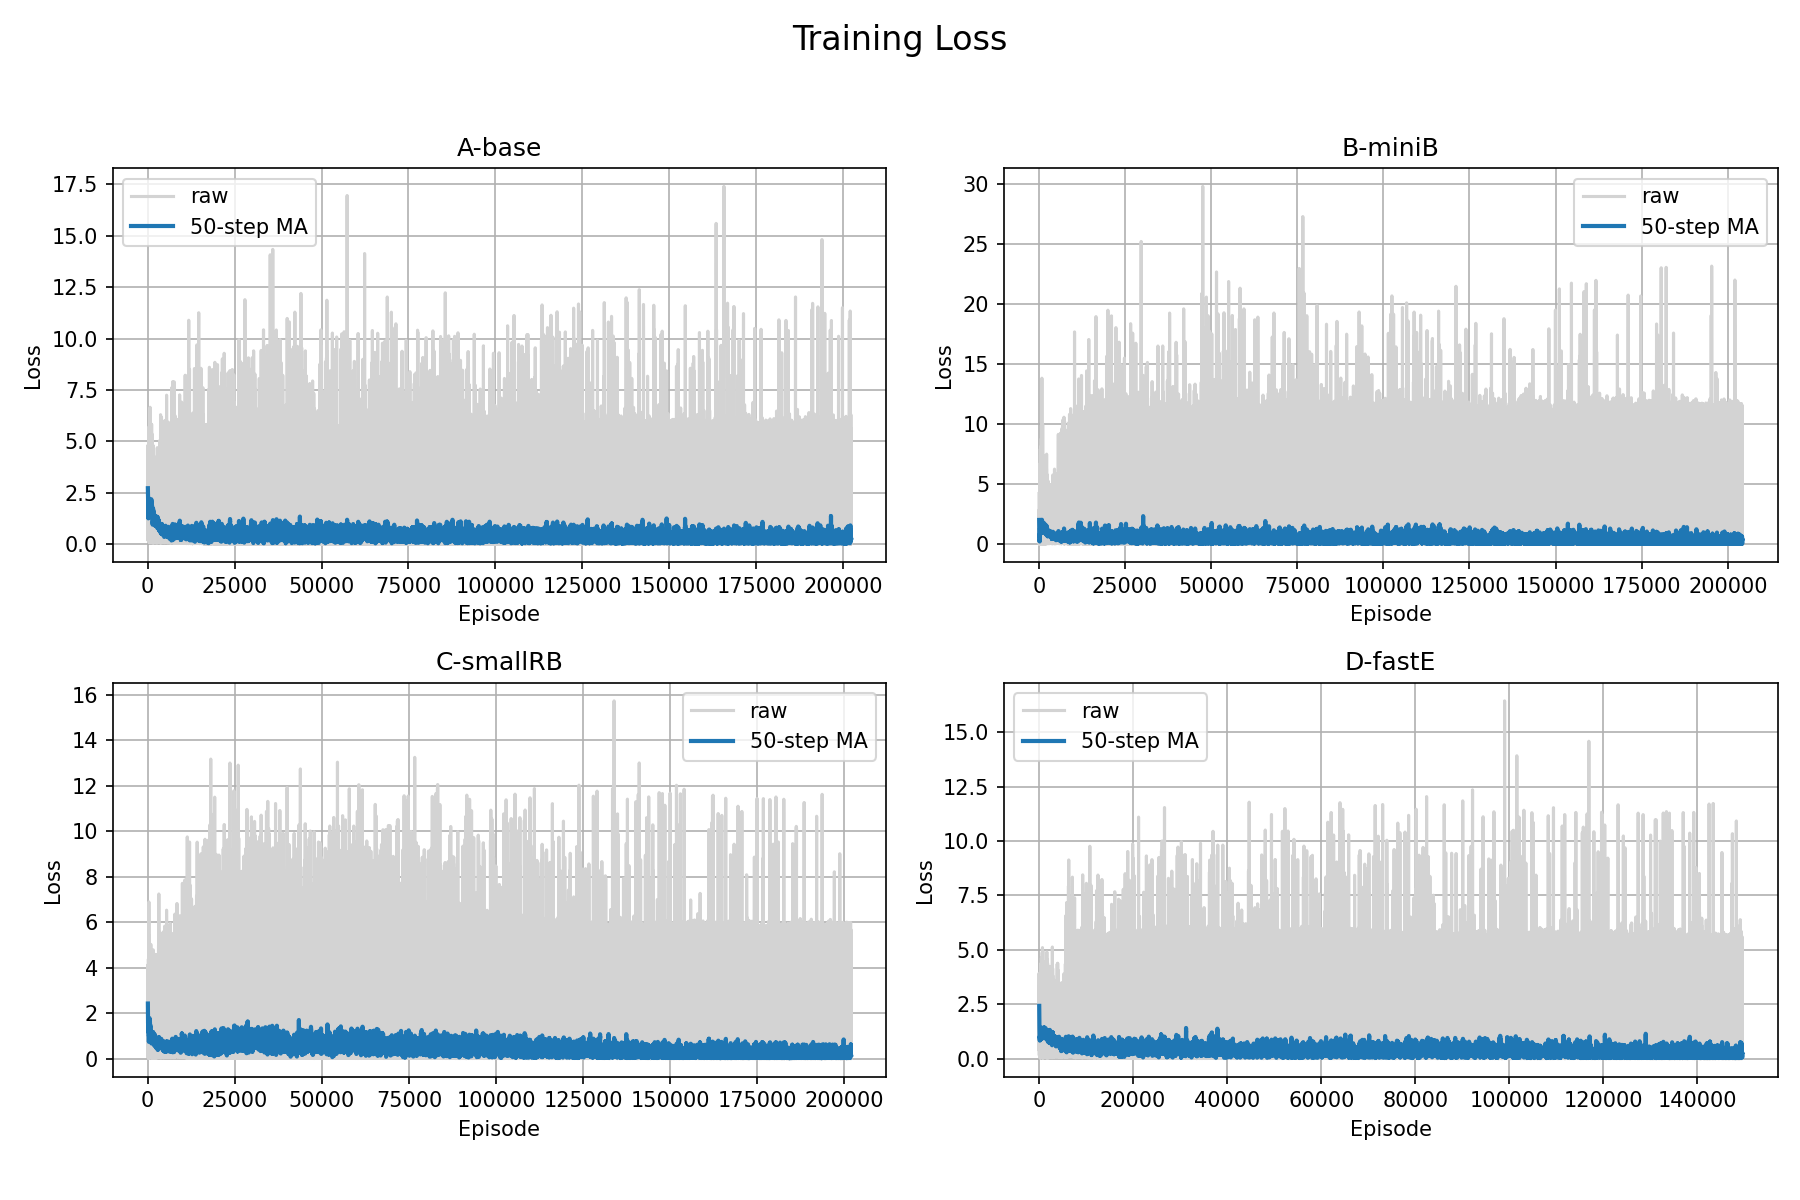 Training Loss
A-base
17.5
15.0
12.5
10.0
7.5
5.0
2.5
0.0
Loss
raw
50-step MA
0 25000 50000 75000 100000 125000 150000 175000 200000
Episode
B-miniB
30
25
20
15
10
5
0
Loss
raw
50-step MA
0 25000 50000 75000 100000 125000 150000 175000 200000
Episode
C-smallRB
16
14
12
10
8
6
4
2
0
Loss
raw
50-step MA
0 25000 50000 75000 100000 125000 150000 175000 200000
Episode
D-fastE
15.0
12.5
10.0
7.5
5.0
2.5
0.0
Loss
raw
50-step MA
0 20000 40000 60000 80000 100000 120000 140000
Episode